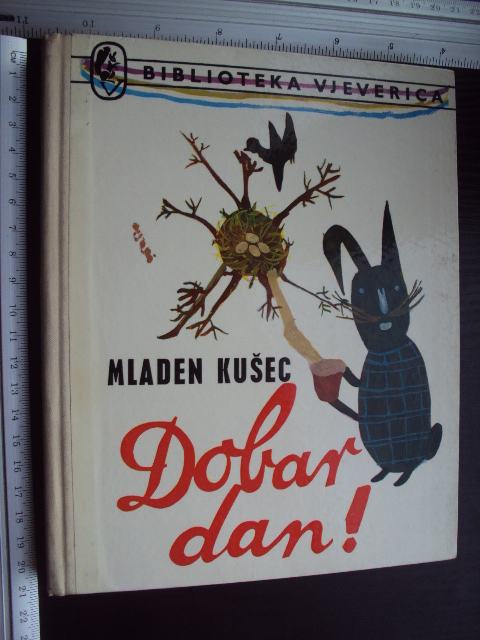 BIBLIOTEKA VJEVERICA
MLADEN KUŠEC
Dobar
dan!